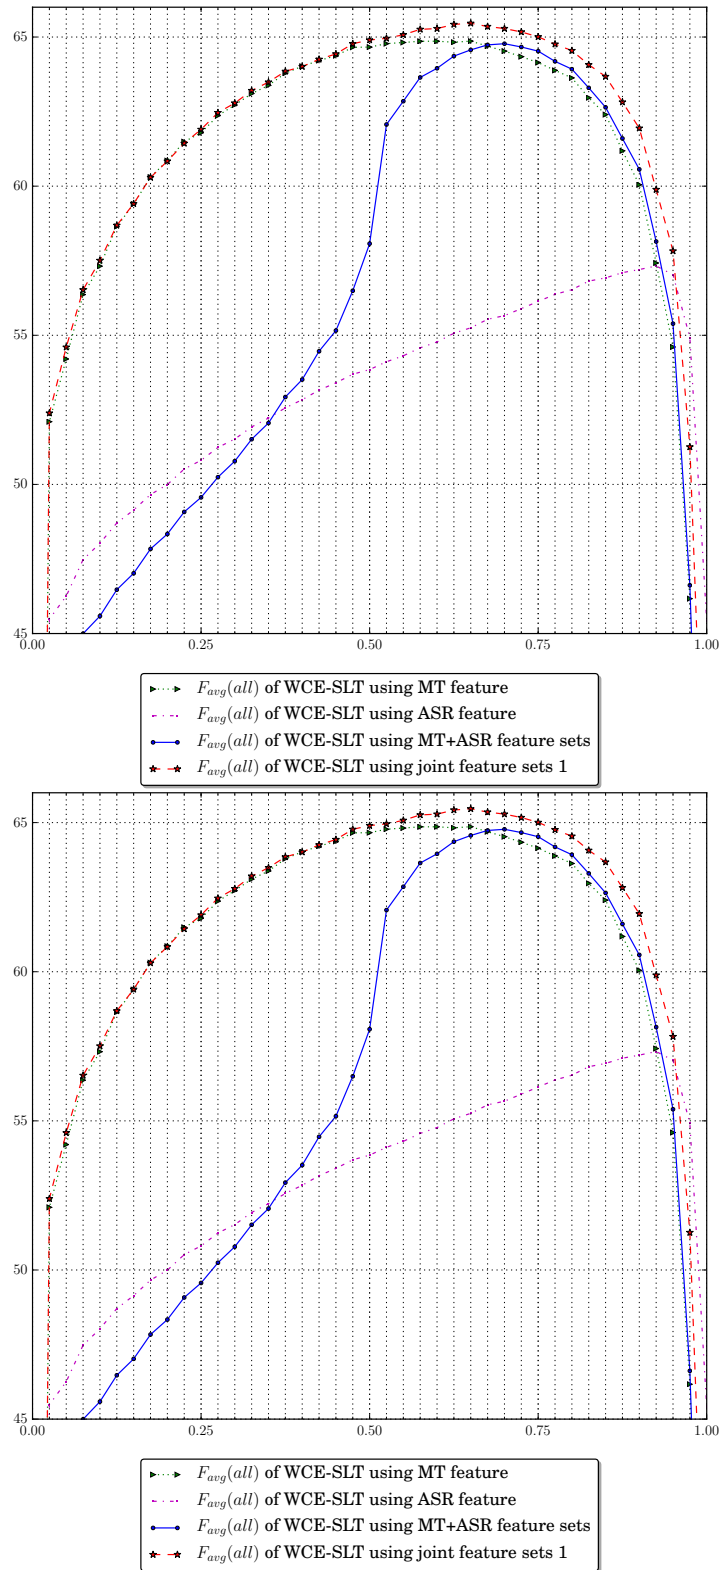 65
60
55
50
45
0.00 0.25 0.50 0.75 1.00
F_avg(all) of WCE-SLT using MT feature
F_avg(all) of WCE-SLT using ASR feature
F_avg(all) of WCE-SLT using MT+ASR feature sets
F_avg(all) of WCE-SLT using joint feature sets 1
65
60
55
50
45
0.00 0.25 0.50 0.75 1.00
F_avg(all) of WCE-SLT using MT feature
F_avg(all) of WCE-SLT using ASR feature
F_avg(all) of WCE-SLT using MT+ASR feature sets
F_avg(all) of WCE-SLT using joint feature sets 1